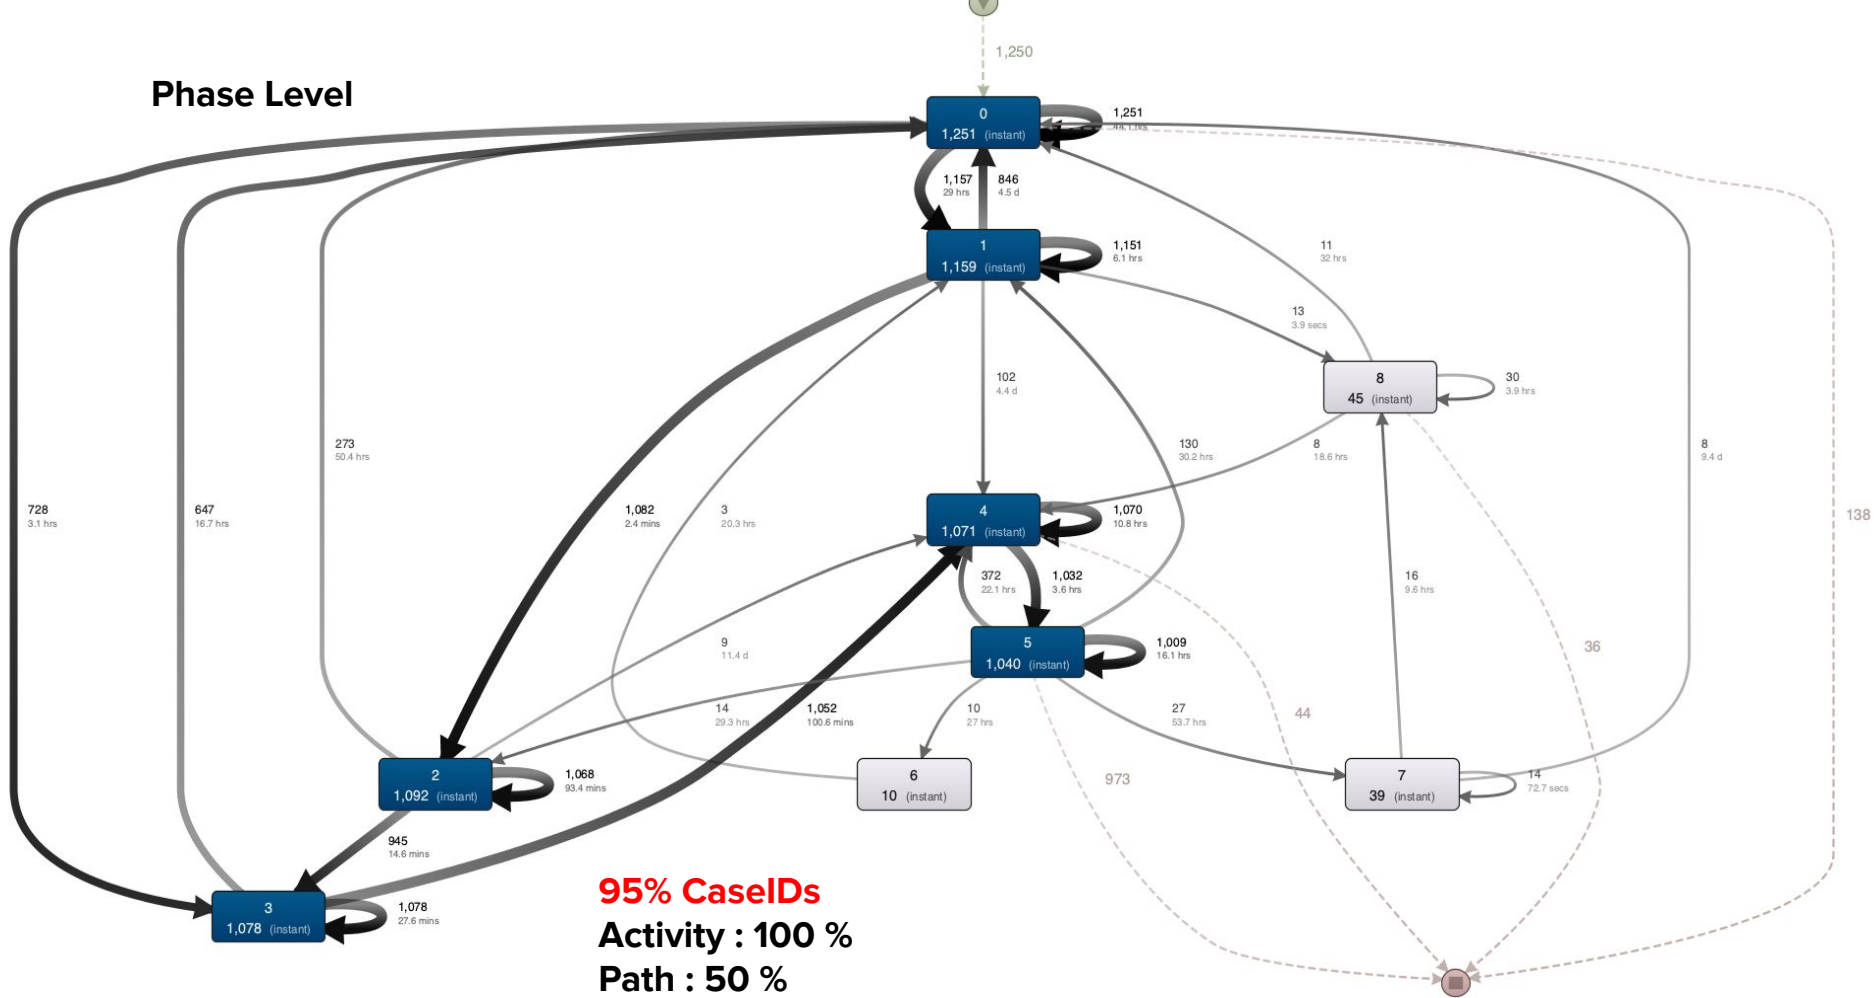 1,250
Phase Level
0
1,251 (instant)
1,251
44.1 hrs
1,157
29 hrs
846
4.5 d
1
1,159 (instant)
1,151
6.1 hrs
11
32 hrs
13
3.9 secs
102
4.4 d
8
45 (instant)
30
3.9 hrs
273
50.4 hrs
130
30.2 hrs
8
18.6 hrs
8
9.4 d
728
3.1 hrs
647
16.7 hrs
1,082
2.4 mins
3
20.3 hrs
4
1,071 (instant)
1,070
10.8 hrs
138
372
22.1 hrs
1,032
3.6 hrs
16
9.6 hrs
9
11.4 d
5
1,040 (instant)
1,009
16.1 hrs
36
14
29.3 hrs
1,052
100.6 mins
10
27 hrs
27
53.7 hrs
44
973
2
1,092 (instant)
1,068
93.4 mins
6
10 (instant)
7
39 (instant)
14
72.7 secs
945
14.6 mins
3
1,078 (instant)
1,078
27.6 mins
95% CaseIDs
Activity : 100 %
Path : 50 %